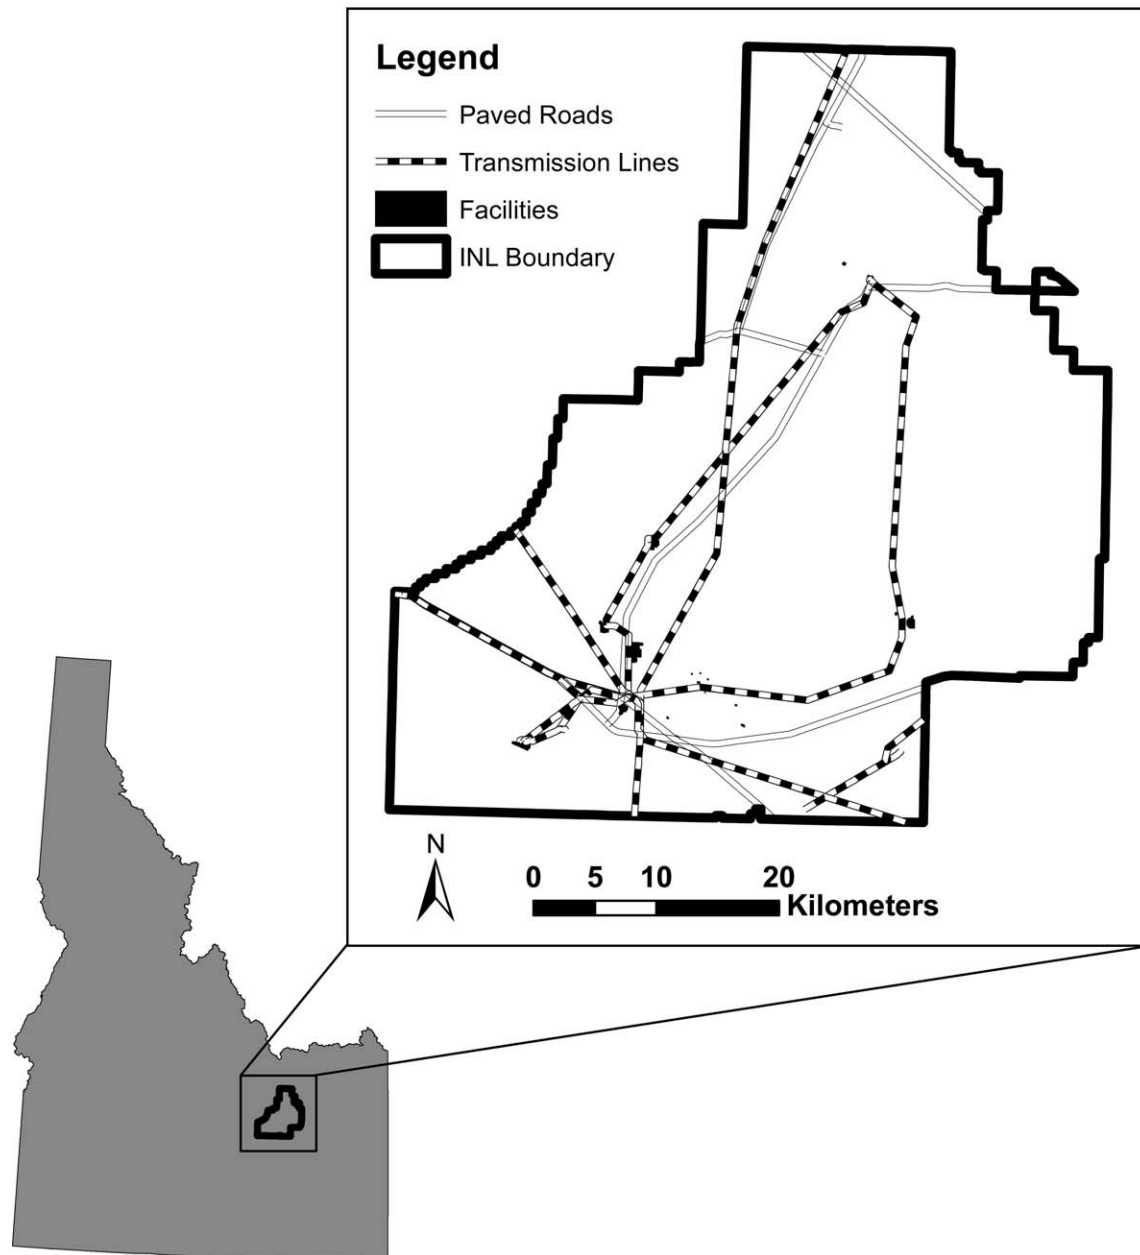 Legend
Paved Roads
Transmission Lines
Facilities
INL Boundary
N
0 5 10 20
Kilometers